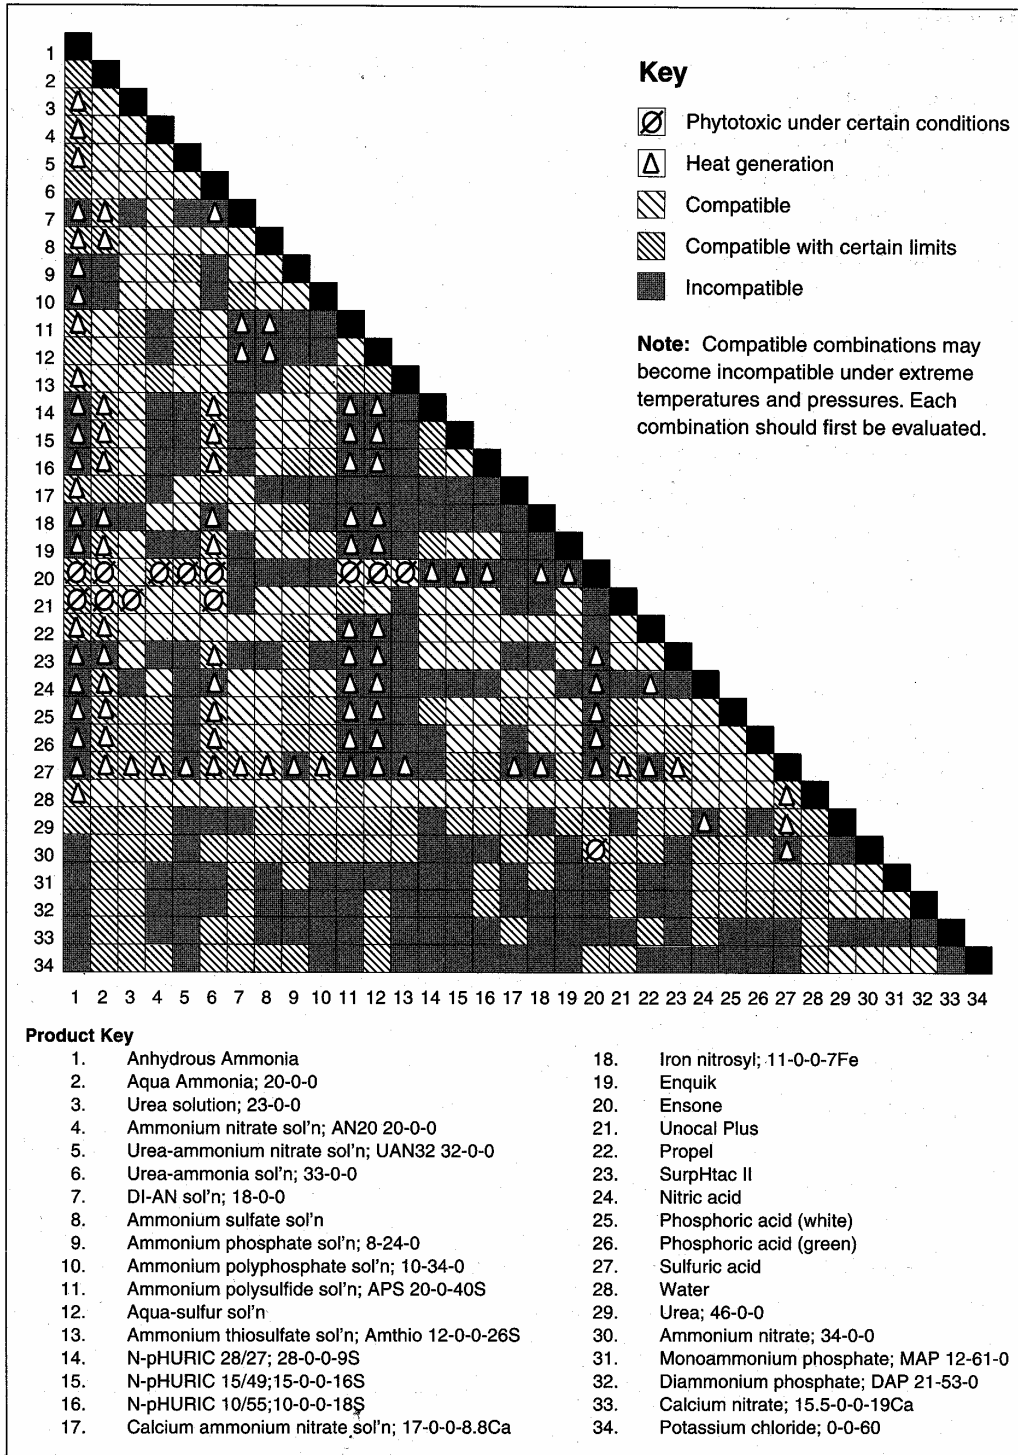 Key
Phytotoxic under certain conditions
Heat generation
Compatible
Compatible with certain limits
Incompatible
Note: Compatible combinations may
become incompatible under extreme
temperatures and pressures. Each
combination should first be evaluated.
1
2
3
4
5
6
7
8
9
10
11
12
13
14
15
16
17
18
19
20
21
22
23
24
25
26
27
28
29
30
31
32
33
34
1 2 3 4 5 6 7 8 9 10 11 12 13 14 15 16 17 18 19 20 21 22 23 24 25 26 27 28 29 30 31 32 33 34
Product Key
1. Anhydrous Ammonia
2. Aqua Ammonia; 20-0-0
3. Urea solution; 23-0-0
4. Ammonium nitrate sol'n; AN20 20-0-0
5. Urea-ammonium nitrate sol'n; UAN32 32-0-0
6. Urea-ammonia sol'n; 33-0-0
7. DI-AN sol'n; 18-0-0
8. Ammonium sulfate sol'n
9. Ammonium phosphate sol'n; 8-24-0
10. Ammonium polyphosphate sol'n; 10-34-0
11. Ammonium polysulfide sol'n; APS 20-0-40S
12. Aqua-sulfur sol'n
13. Ammonium thiosulfate sol'n; Amthio 12-0-0-26S
14. N-pHURIC 28/27; 28-0-0-9S
15. N-pHURIC 15/49;15-0-0-16S
16. N-pHURIC 10/55;10-0-0-18S
17. Calcium ammonium nitrate sol'n; 17-0-0-8.8Ca
18. Iron nitrosyl; 11-0-0-7Fe
19. Enquik
20. Ensone
21. Unocal Plus
22. Propel
23. SurpHtac II
24. Nitric acid
25. Phosphoric acid (white)
26. Phosphoric acid (green)
27. Sulfuric acid
28. Water
29. Urea; 46-0-0
30. Ammonium nitrate; 34-0-0
31. Monoammonium phosphate; MAP 12-61-0
32. Diammonium phosphate; DAP 21-53-0
33. Calcium nitrate; 15.5-0-0-19Ca
34. Potassium chloride; 0-0-60